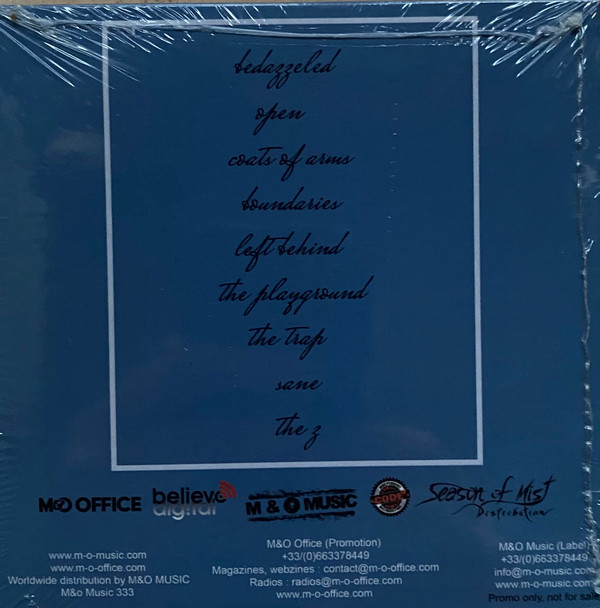 bedazzeled
open
coats of arms
boundaries
left behind
the playground
the trap
sane
the z
M&O OFFICE
believe digital
M & O MUSIC
CODE7
Season of Mist
Distribution
www.m-o-music.com
www.m-o-office.com
Worldwide distribution by M&O MUSIC
M&o Music 333
M&O Office (Promotion)
+33/(0)663378449
Magazines, webzines : contact@m-o-office.com
Radios : radios@m-o-office.com
www.m-o-office.com
M&O Music (Label)
+33/(0)663378449
info@m-o-music.com
www.m-o-music.com
Promo only, not for sale